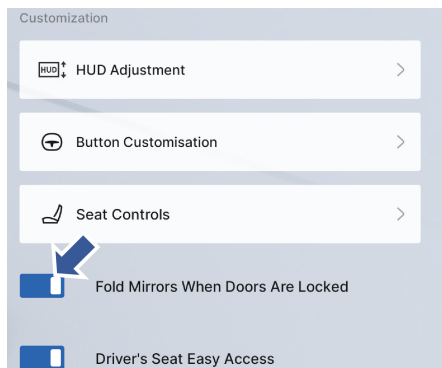 Customization
HUD HUD Adjustment
Button Customisation
Seat Controls
Fold Mirrors When Doors Are Locked
Driver's Seat Easy Access